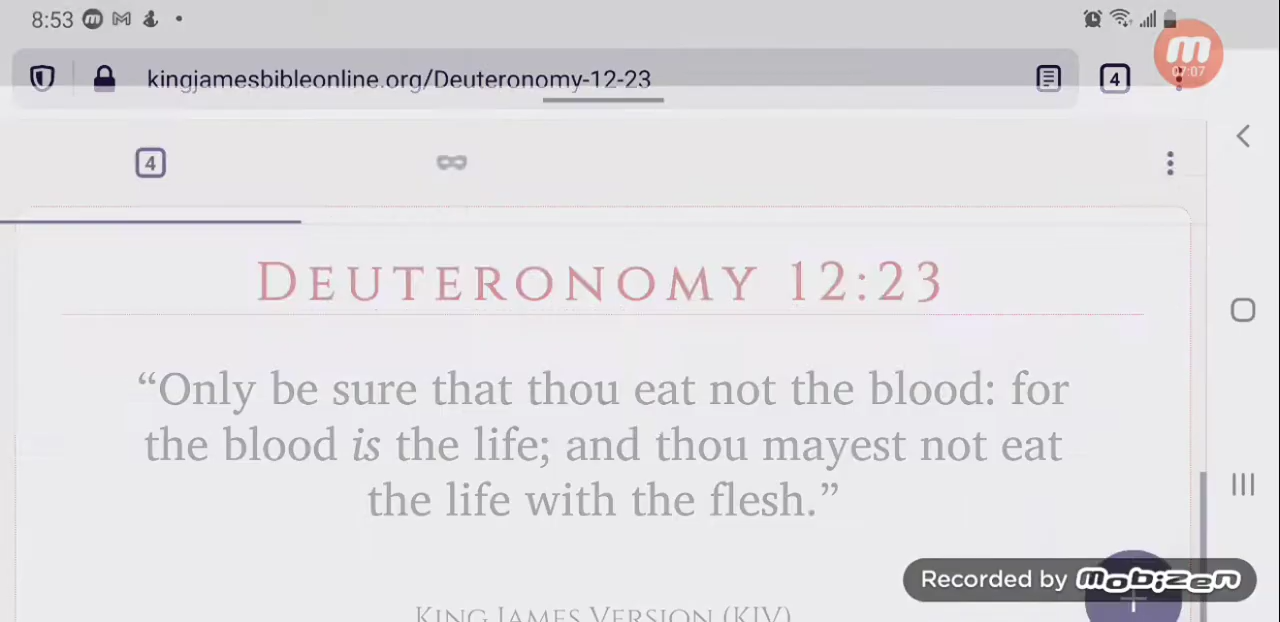 8:53
07:07
kingjamesbibleonline.org/Deuteronomy-12-23
4
4
Deuteronomy 12:23
“Only be sure that thou eat not the blood: for
the blood is the life; and thou mayest not eat
the life with the flesh.”
Recorded by Mobizen
King James Version (KJV)